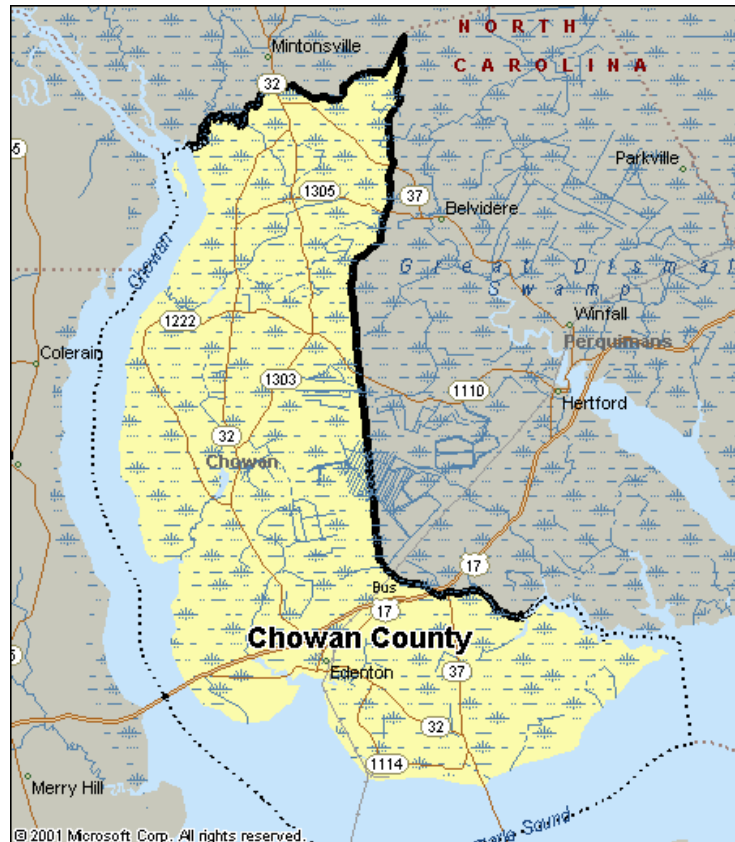 NORTH
CAROLINA
Mintonsville
32
5
Parkville
1305
37
Belvidere
Chowan
Great Dismal
Swamp
1222
Winfall
Perquimans
Colerain
1303
1110
Hertford
32
Chowan
17
Bus
17
Chowan County
Edenton
37
5
32
1114
Merry Hill
Sound
© 2001 Microsoft Corp. All rights reserved.